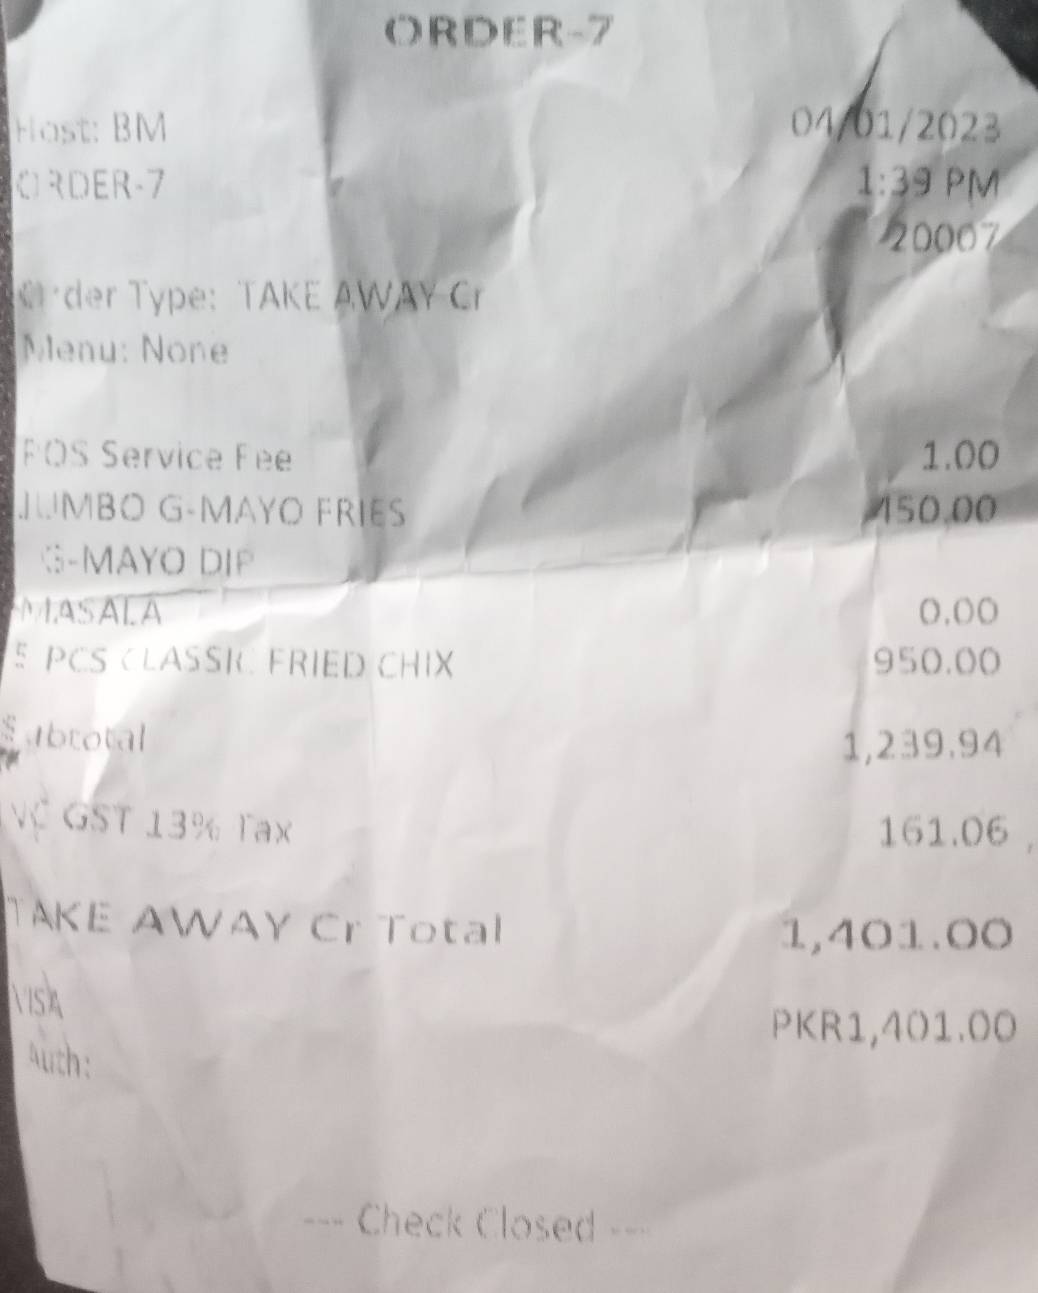 ORDER-7
Host: BM 04/01/2023
ORDER-7 1:39 PM
20007
Order Type: TAKE AWAY Cr
Menu: None
POS Service Fee 1.00
JUMBO G-MAYO FRIES 450.00
G-MAYO DIP
MASALA 0.00
5 PCS CLASSIC FRIED CHIX 950.00
Subtotal 1,239.94
GST 13% Tax 161.06
TAKE AWAY Cr Total 1,401.00
VISA
PKR1,401.00
Auth:
--- Check Closed ---